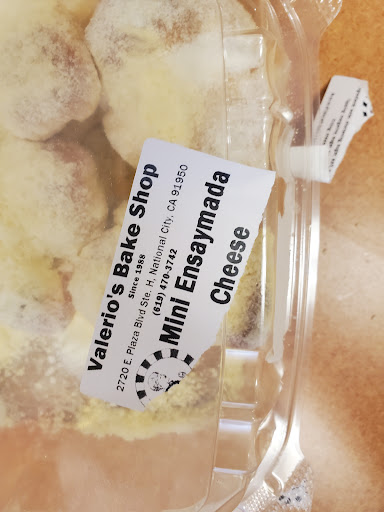 Valerio's Bake Shop
Since 1988
2720 E. Plaza Blvd Ste. H, National City, CA 91950
(619) 470-3742
Mini Ensaymada
Cheese